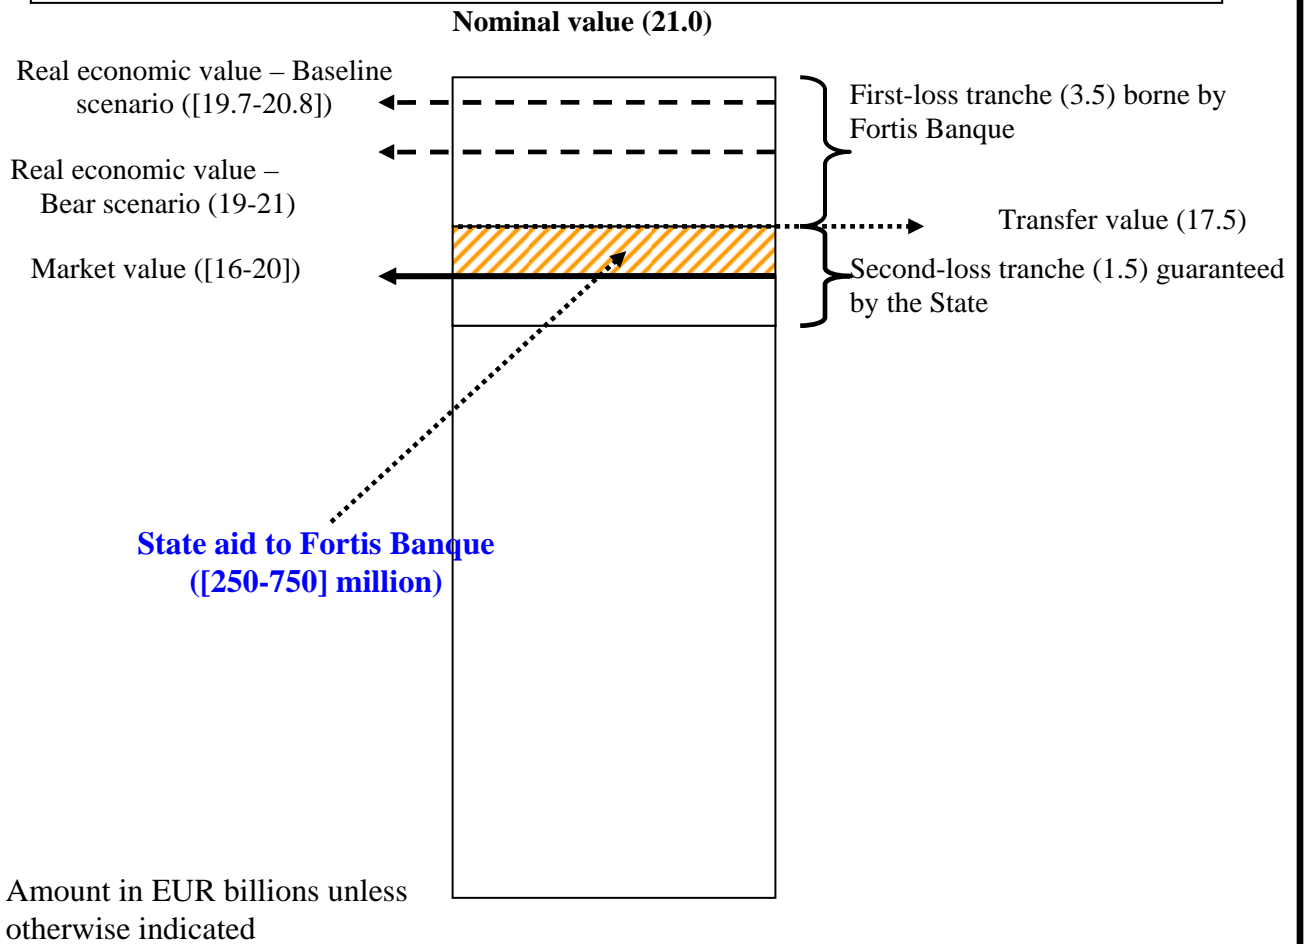 Nominal value (21.0)
Real economic value – Baseline
scenario ([19.7-20.8])
First-loss tranche (3.5) borne by
Fortis Banque
Real economic value –
Bear scenario (19-21)
Transfer value (17.5)
Market value ([16-20])
Second-loss tranche (1.5) guaranteed
by the State
State aid to Fortis Banque
([250-750] million)
Amount in EUR billions unless
otherwise indicated